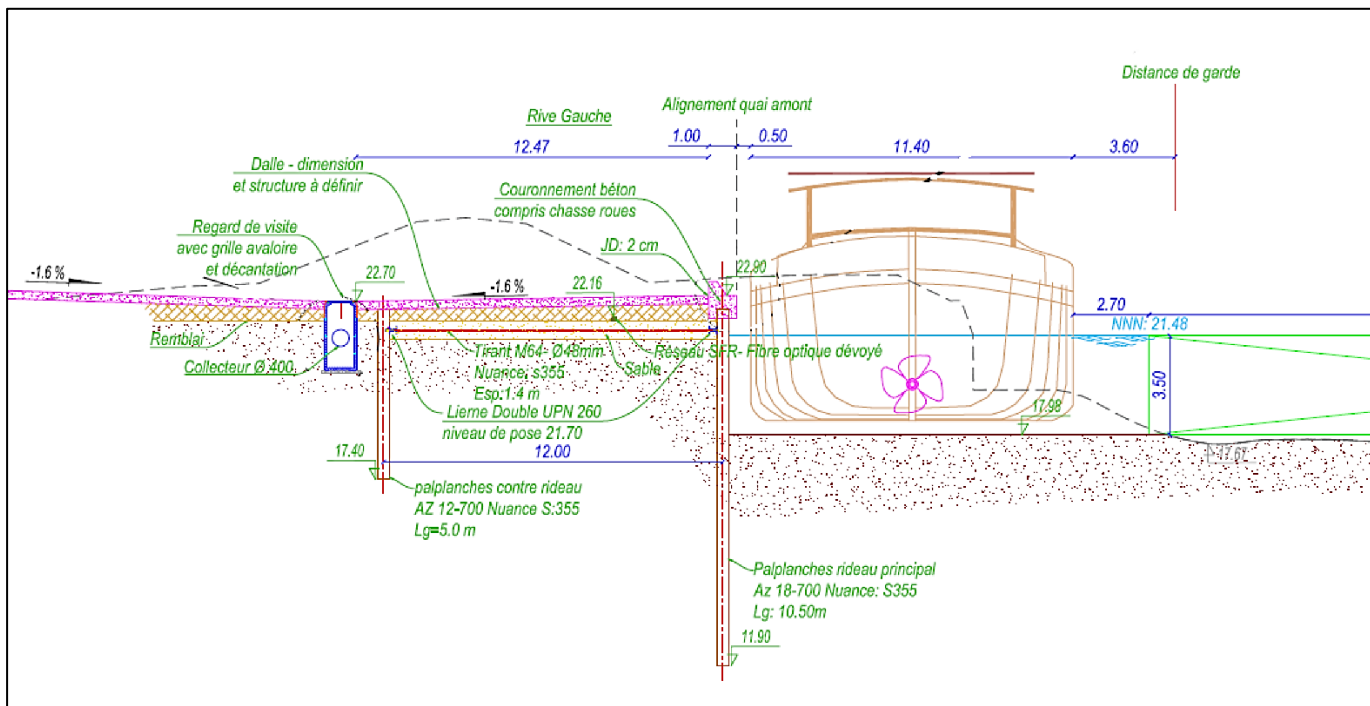 Distance de garde
Alignement quai amont
Rive Gauche
1.00
0.50
12.47
11.40
3.60
Dalle - dimension
et structure à définir
Couronnement bèton
compris chasse roues
Regard de visite
avec grille avaloire
et décantation
JD: 2 cm
-1.6 %
22.70
-1.6%
22.16
22.90
2.70
NNN: 21.48
Remblai
Collecteur Ø 400
Tirant M64- Ø48mm
Nuance: s355
Esp:1.4 m
Réseau SFR- Fibre optique dévoyé
Sable
Lierne Double UPN 260
niveau de pose 21.70
3.50
17.98
17.67
17.40
12.00
palplanches contre rideau
AZ 12-700 Nuance S:355
Lg=5.0 m
Palplanches rideau principal
Az 18-700 Nuance: S355
Lg: 10.50m
11.90